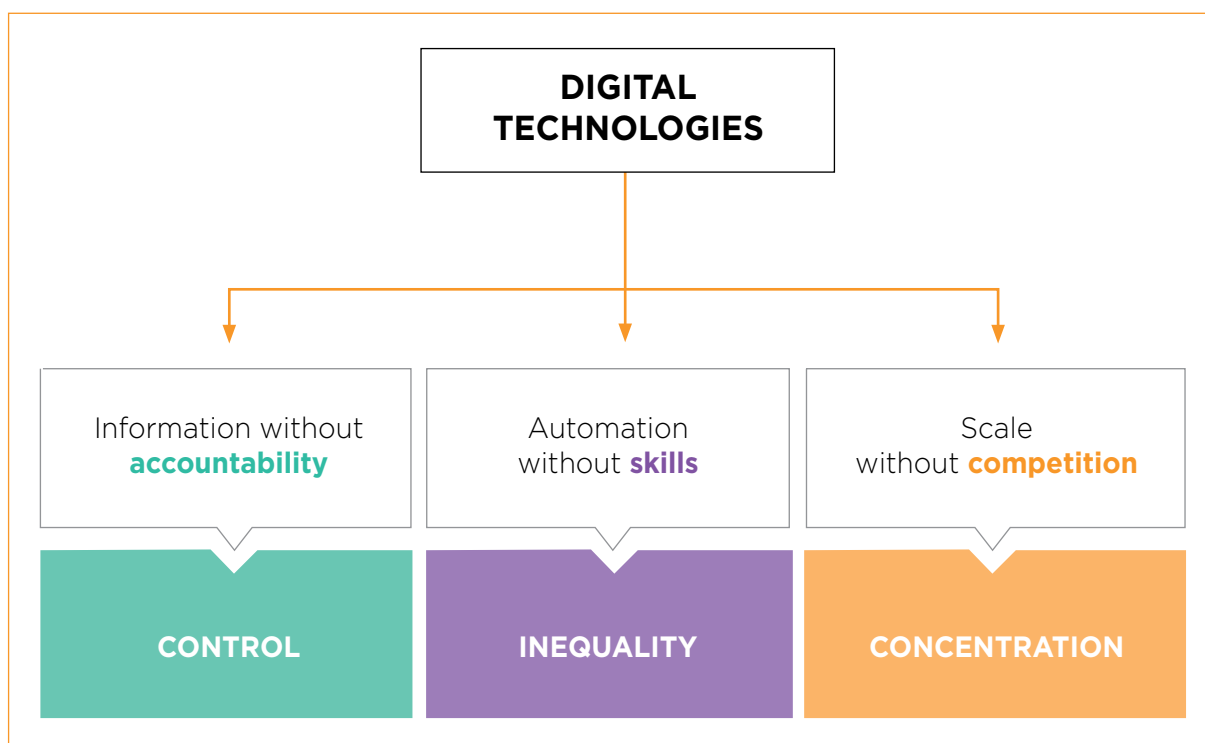 DIGITAL
TECHNOLOGIES
Information without
accountability
Automation
without skills
Scale
without competition
CONTROL
INEQUALITY
CONCENTRATION